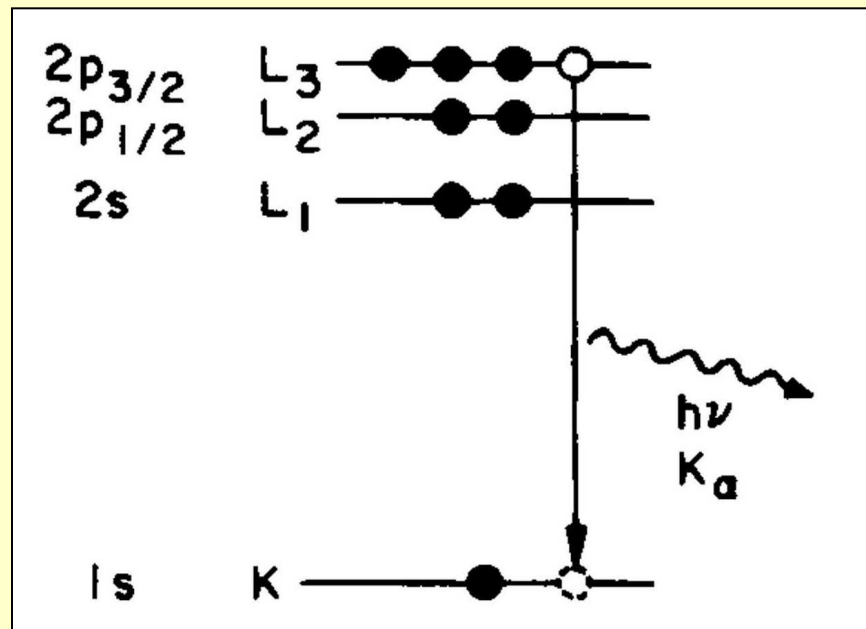 2p3/2 L3
2p1/2 L2
2s L1
hν
Kα
1s K